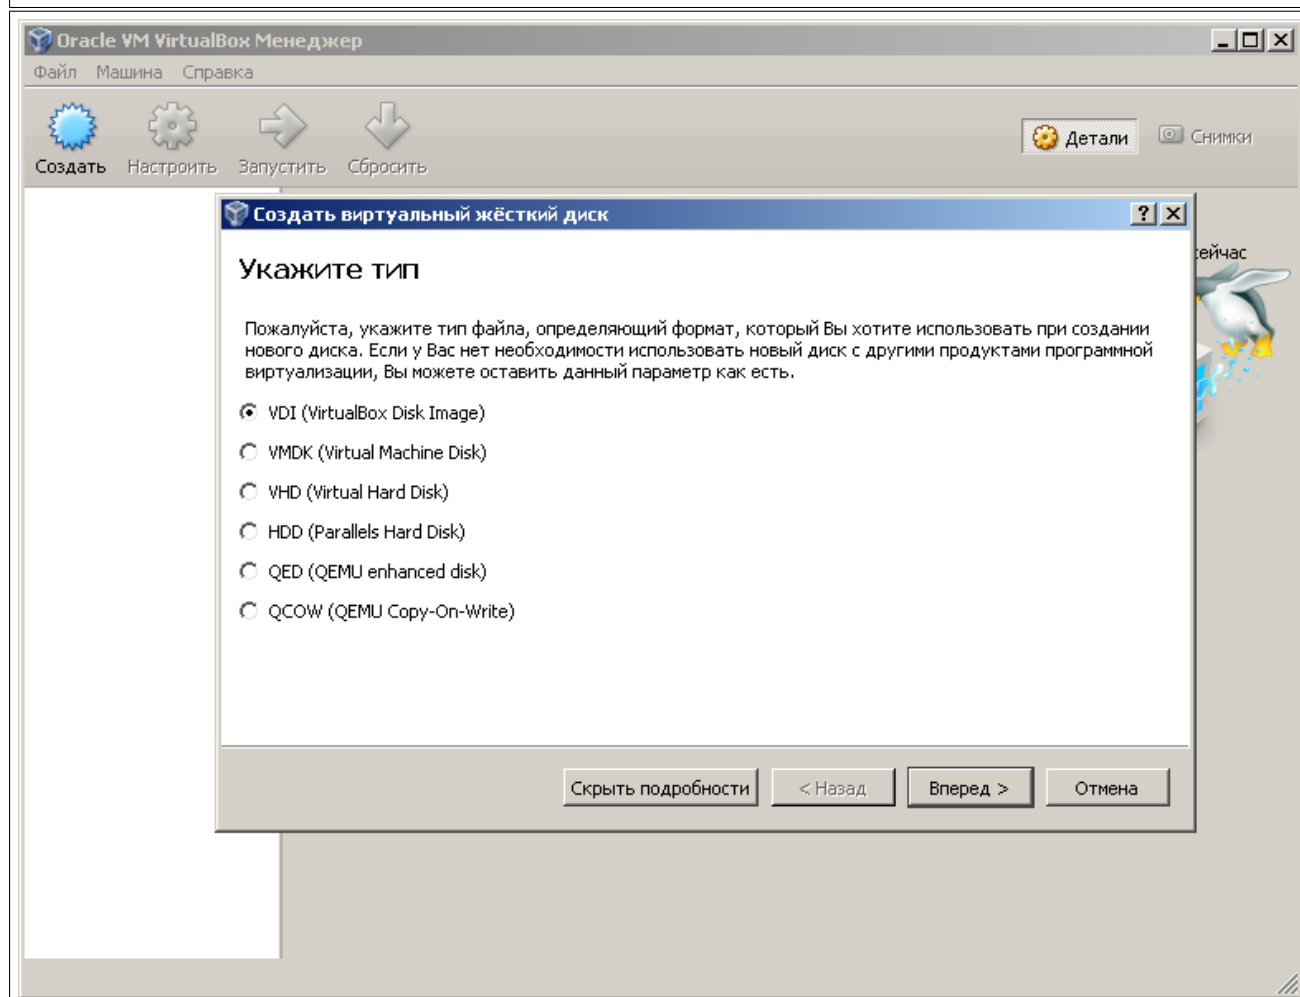 Oracle VM VirtualBox Менеджер
Файл Машина Справка
Создать Настроить Запустить Сбросить
Детали Снимки
Создать виртуальный жёсткий диск
Укажите тип
сейчас
Пожалуйста, укажите тип файла, определяющий формат, который Вы хотите использовать при создании
нового диска. Если у Вас нет необходимости использовать новый диск с другими продуктами программной
виртуализации, Вы можете оставить данный параметр как есть.
VDI (VirtualBox Disk Image)
VMDK (Virtual Machine Disk)
VHD (Virtual Hard Disk)
HDD (Parallels Hard Disk)
QED (QEMU enhanced disk)
QCOW (QEMU Copy-On-Write)
Скрыть подробности < Назад Вперед > Отмена